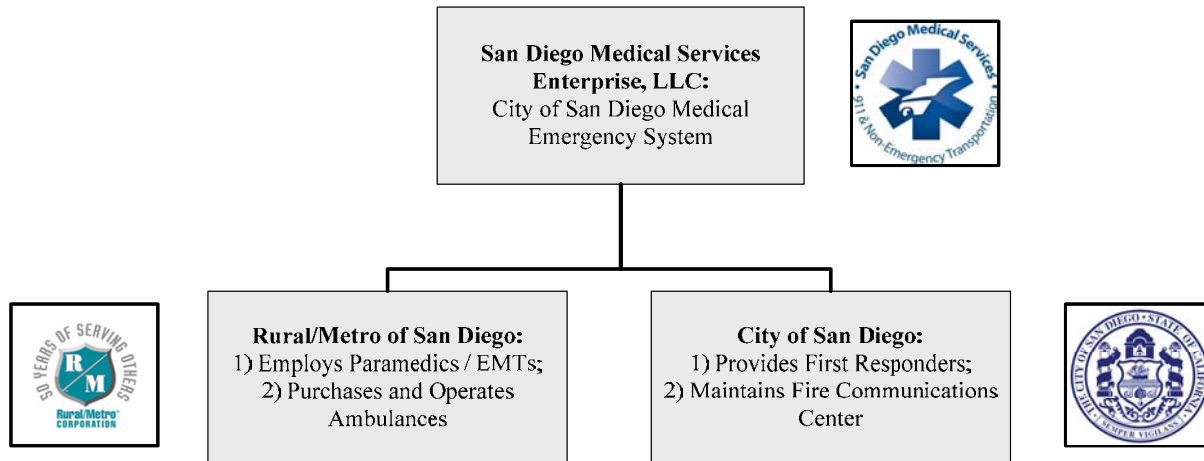 San Diego Medical Services
Enterprise, LLC:
City of San Diego Medical
Emergency System
San Diego Medical Services
911 & Non-Emergency Transportation
50 YEARS OF SERVING OTHERS
R
M
Rural/Metro
CORPORATION
Rural/Metro of San Diego:
1) Employs Paramedics / EMTs;
2) Purchases and Operates
Ambulances
City of San Diego:
1) Provides First Responders;
2) Maintains Fire Communications
Center
THE CITY OF SAN DIEGO · STATE OF CALIFORNIA
SEMPER VIGILANS